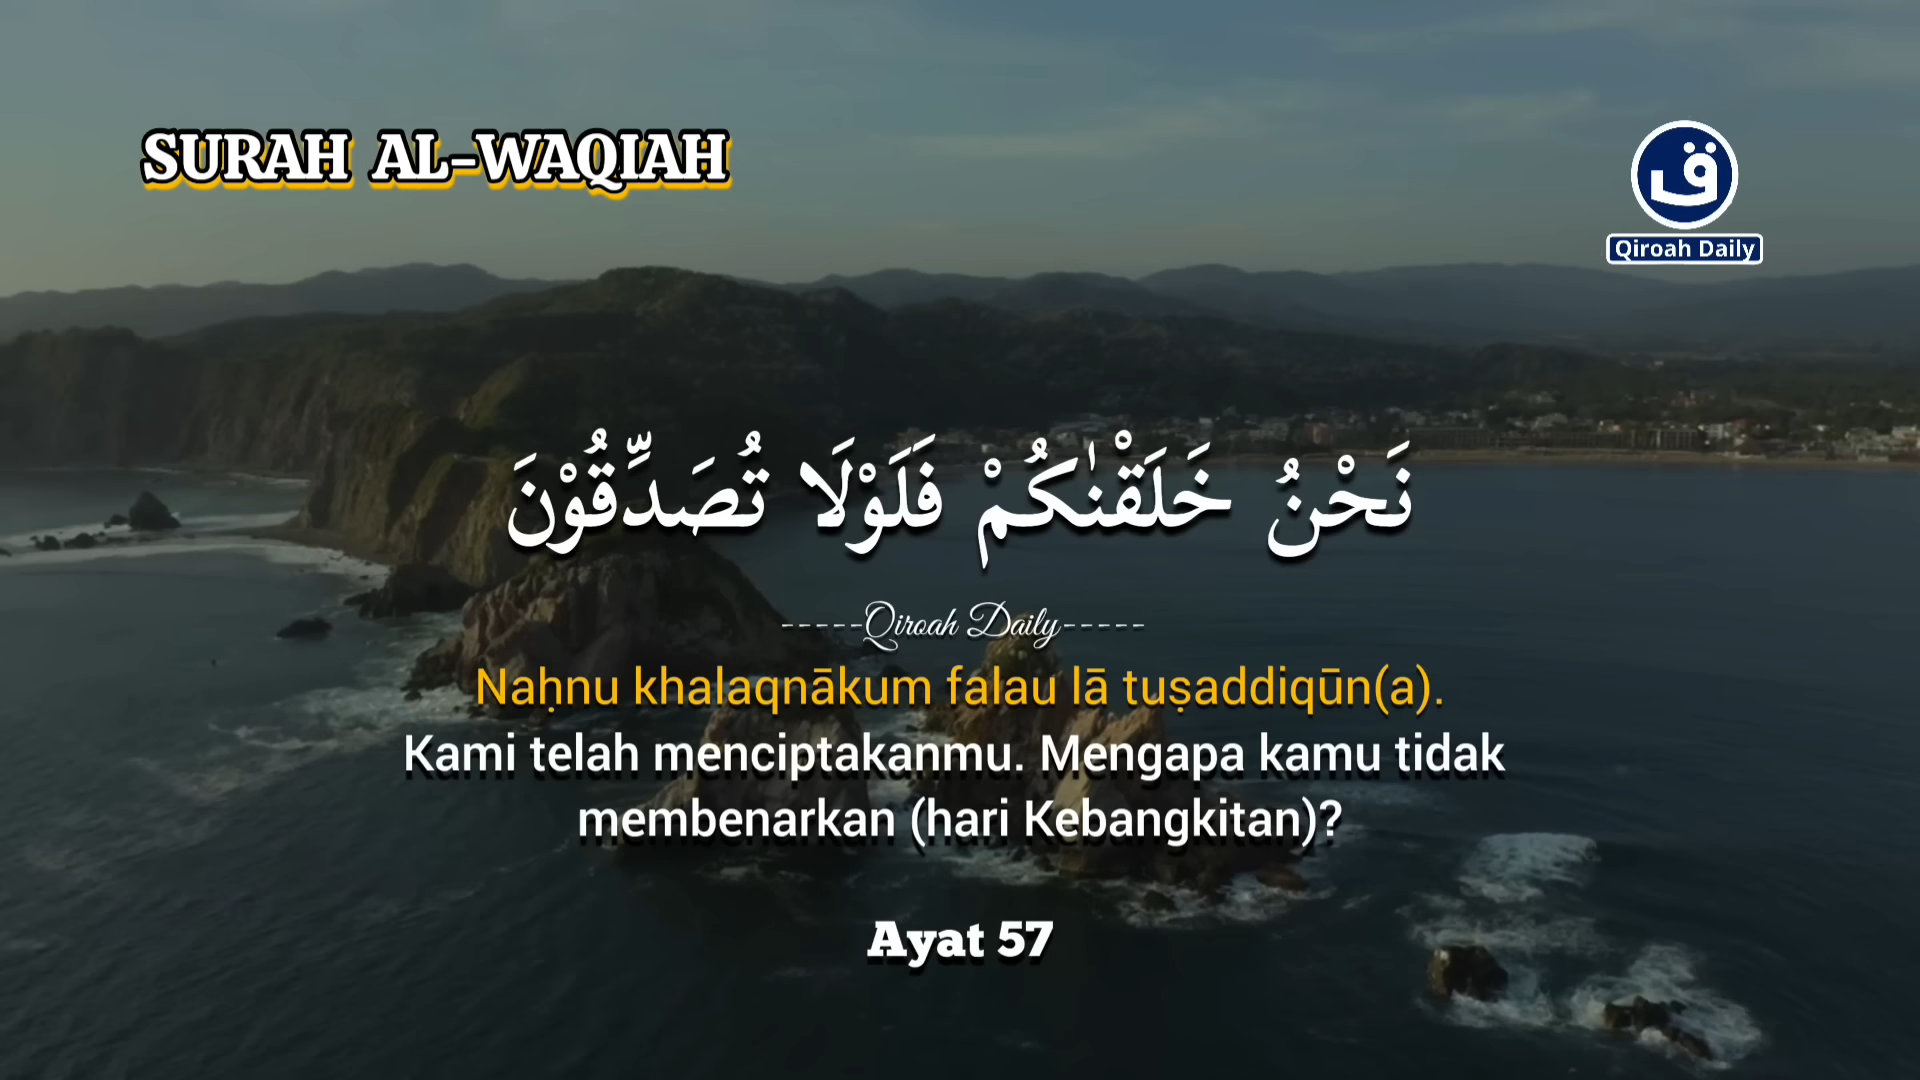 SURAH AL-WAQIAH
ق
Qiroah Daily
نَحْنُ خَلَقْنٰكُمْ فَلَوْلَا تُصَدِّقُوْنَ
-----Qiroah Daily-----
Naḥnu khalaqnākum falau lā tuṣaddiqūn(a).
Kami telah menciptakanmu. Mengapa kamu tidak
membenarkan (hari Kebangkitan)?
Ayat 57